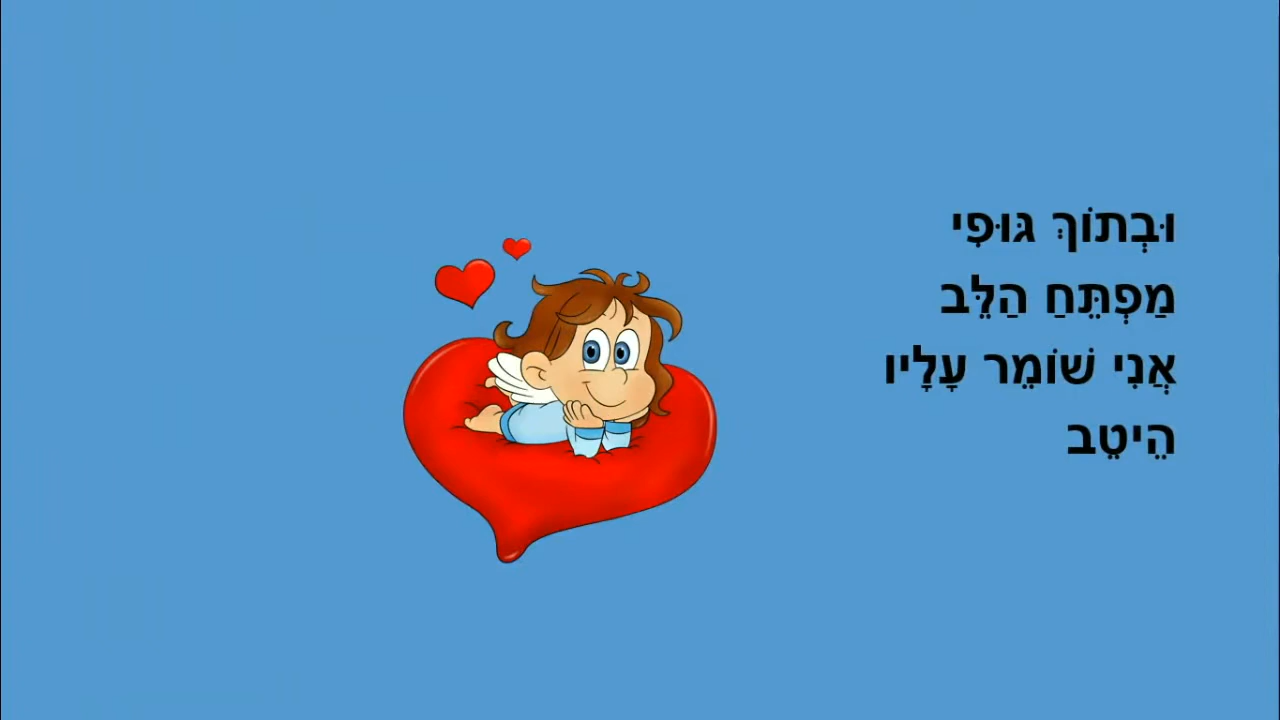 וּבְתוֹךְ גּוּפִי
מַפְתֵּחַ הַלֵּב
אֲנִי שׁוֹמֵר עָלָיו
הֵיטֵב